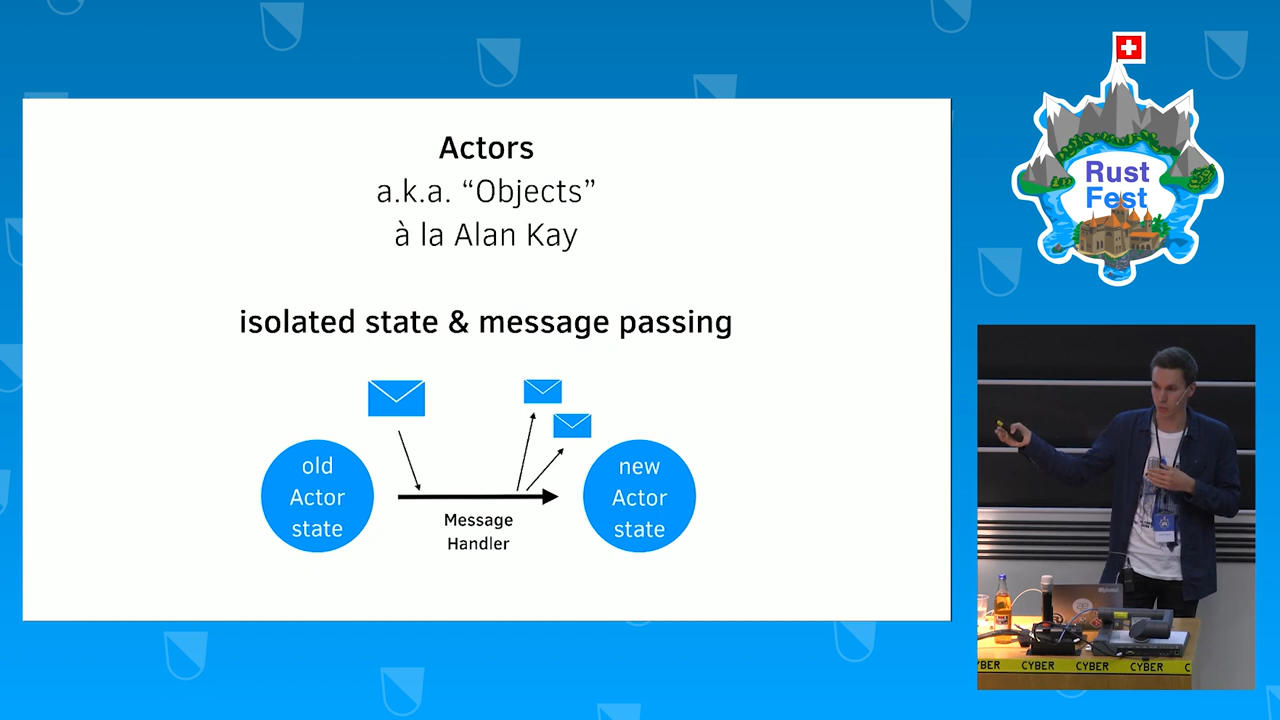 Actors
a.k.a. “Objects”
à la Alan Kay
isolated state & message passing
old
Actor
state
Message
Handler
new
Actor
state
Rust
Fest
CYBER
CYBER
CYBER